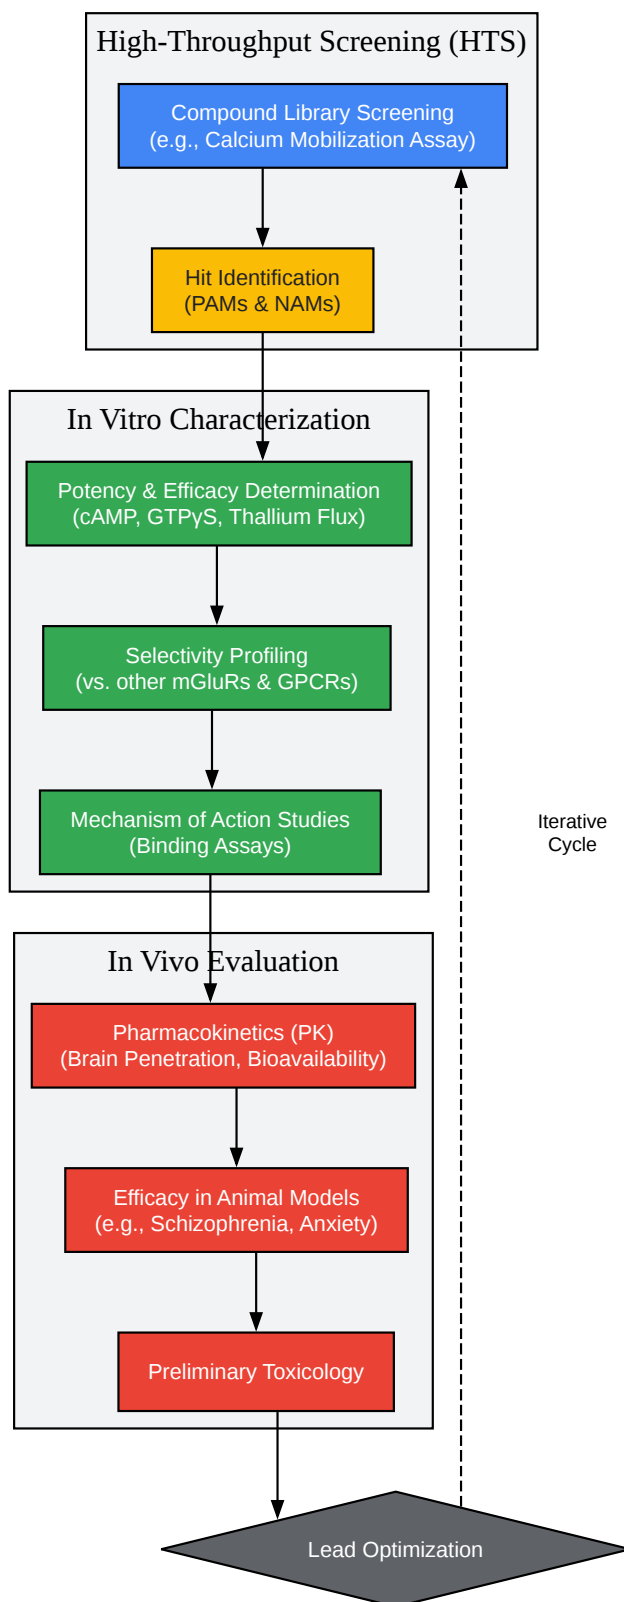 High-Throughput Screening (HTS)
Compound Library Screening
(e.g., Calcium Mobilization Assay)
Hit Identification
(PAMs & NAMs)
In Vitro Characterization
Potency & Efficacy Determination
(cAMP, GTPγS, Thallium Flux)
Selectivity Profiling
(vs. other mGluRs & GPCRs)
Mechanism of Action Studies
(Binding Assays)
Iterative
Cycle
In Vivo Evaluation
Pharmacokinetics (PK)
(Brain Penetration, Bioavailability)
Efficacy in Animal Models
(e.g., Schizophrenia, Anxiety)
Preliminary Toxicology
Lead Optimization